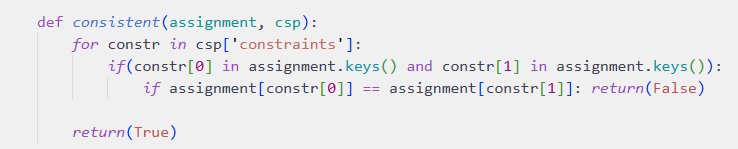 def consistent(assignment, csp):
    for constr in csp['constraints']:
        if(constr[0] in assignment.keys() and constr[1] in assignment.keys()):
            if assignment[constr[0]] == assignment[constr[1]]: return(False)

    return(True)